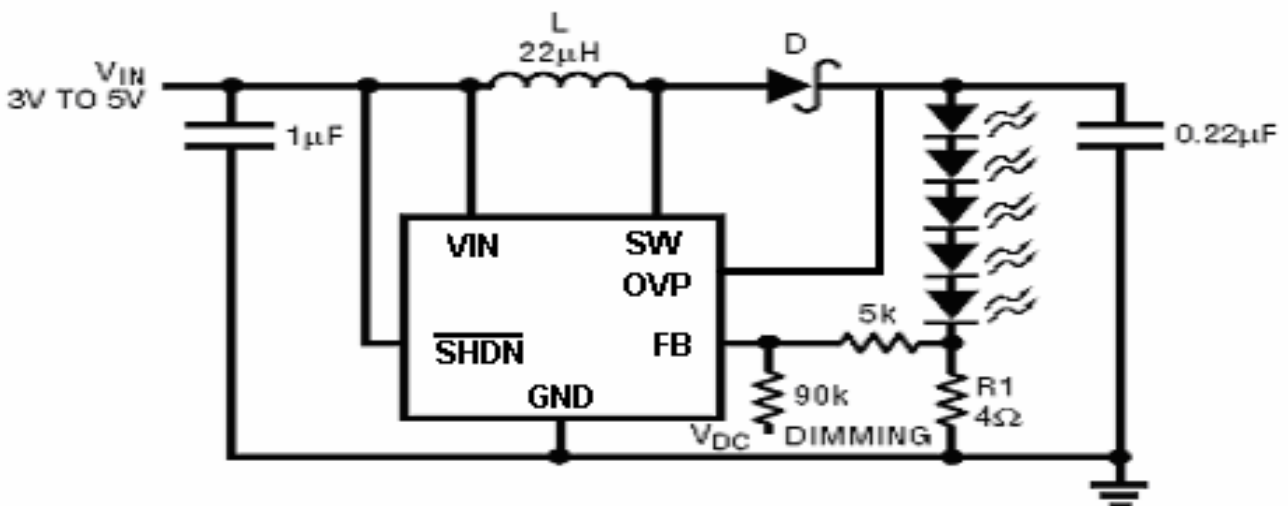 L
22µH
D
VIN
3V TO 5V
1µF
0.22µF
VIN
SW
OVP
5k
SHDN
FB
R1
4Ω
90k
GND
VDC DIMMING